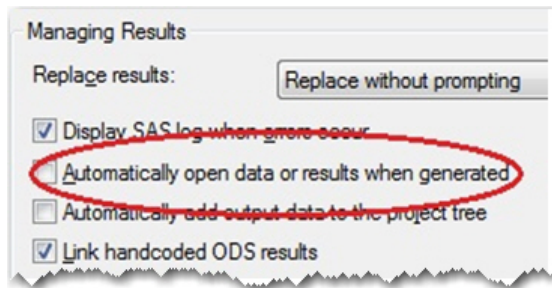 Managing Results
Replace results: Replace without prompting
Display SAS log when errors occur
Automatically open data or results when generated
Automatically add output data to the project tree
Link handcoded ODS results